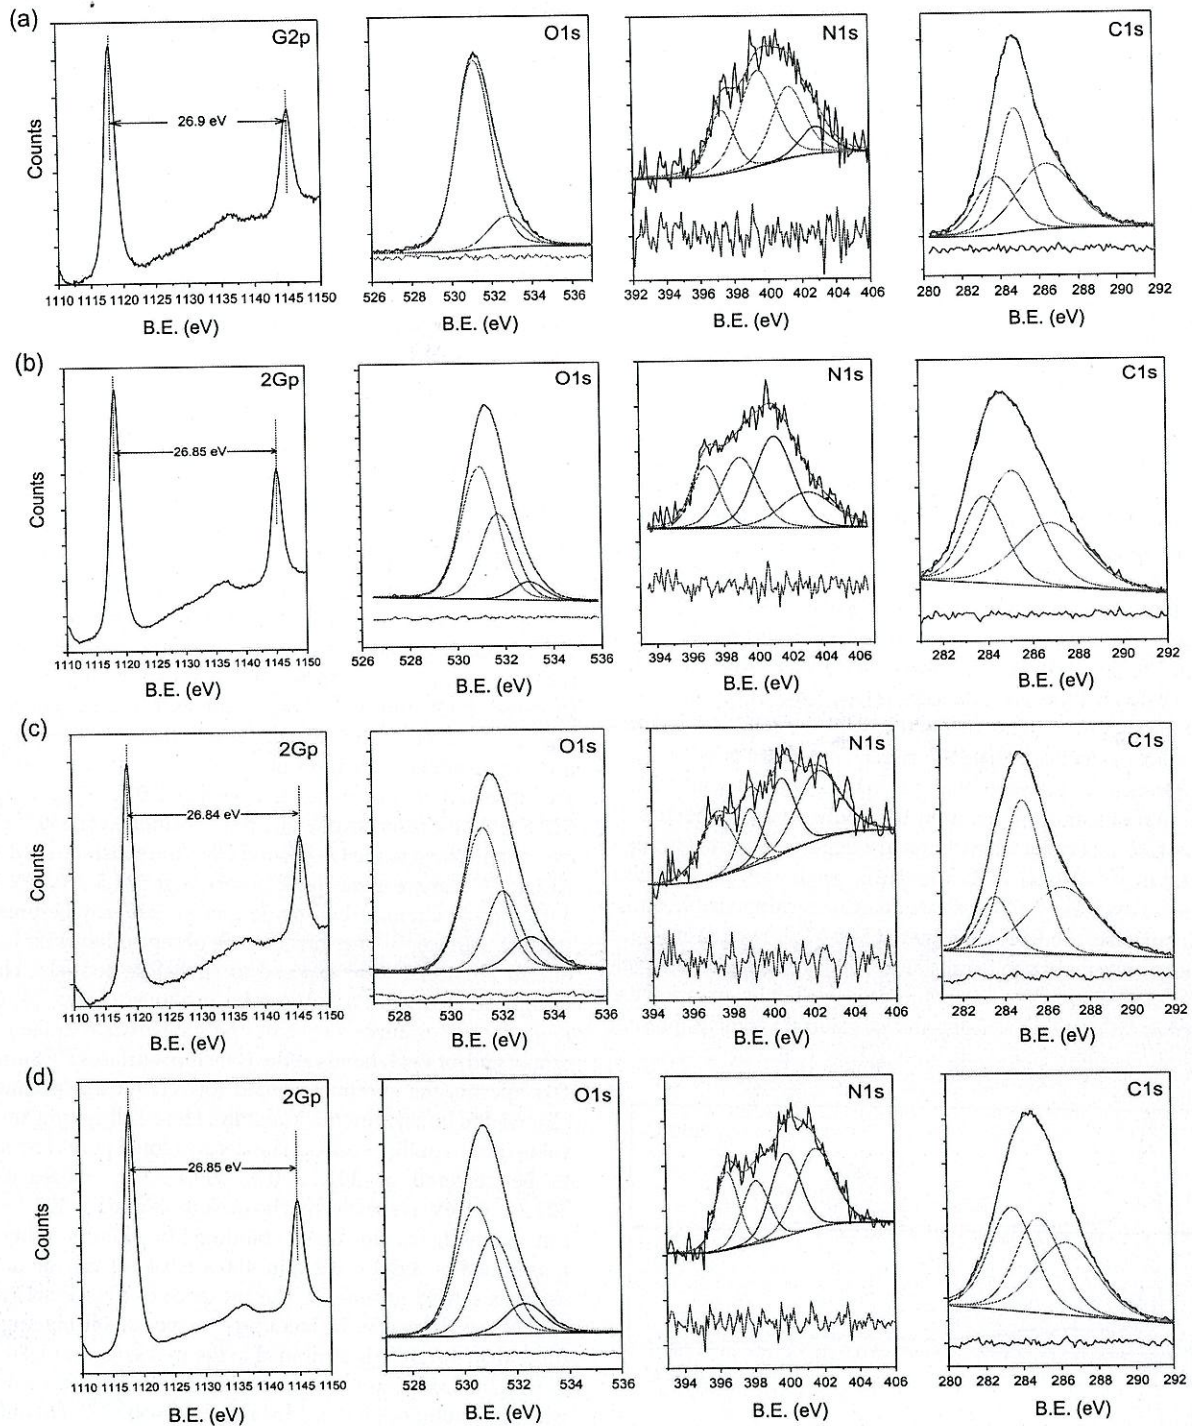 (a)
G2p
O1s
N1s
C1s
Counts
26.9 eV
1110 1115 1120 1125 1130 1135 1140 1145 1150
526 528 530 532 534 536
392 394 396 398 400 402 404 406
280 282 284 286 288 290 292
B.E. (eV)
B.E. (eV)
B.E. (eV)
B.E. (eV)
(b)
2Gp
O1s
N1s
C1s
Counts
26.85 eV
1110 1115 1120 1125 1130 1135 1140 1145 1150
526 528 530 532 534 536
394 396 398 400 402 404 406
282 284 286 288 290 292
B.E. (eV)
B.E. (eV)
B.E. (eV)
B.E. (eV)
(c)
2Gp
O1s
N1s
C1s
Counts
26.84 eV
1110 1115 1120 1125 1130 1135 1140 1145 1150
528 530 532 534 536
394 396 398 400 402 404 406
282 284 286 288 290 292
B.E. (eV)
B.E. (eV)
B.E. (eV)
B.E. (eV)
(d)
2Gp
O1s
N1s
C1s
Counts
26.85 eV
1110 1115 1120 1125 1130 1135 1140 1145 1150
527 528 529 530 531 532 533 534 536
394 396 398 400 402 404 406
280 282 284 286 288 290 292
B.E. (eV)
B.E. (eV)
B.E. (eV)
B.E. (eV)